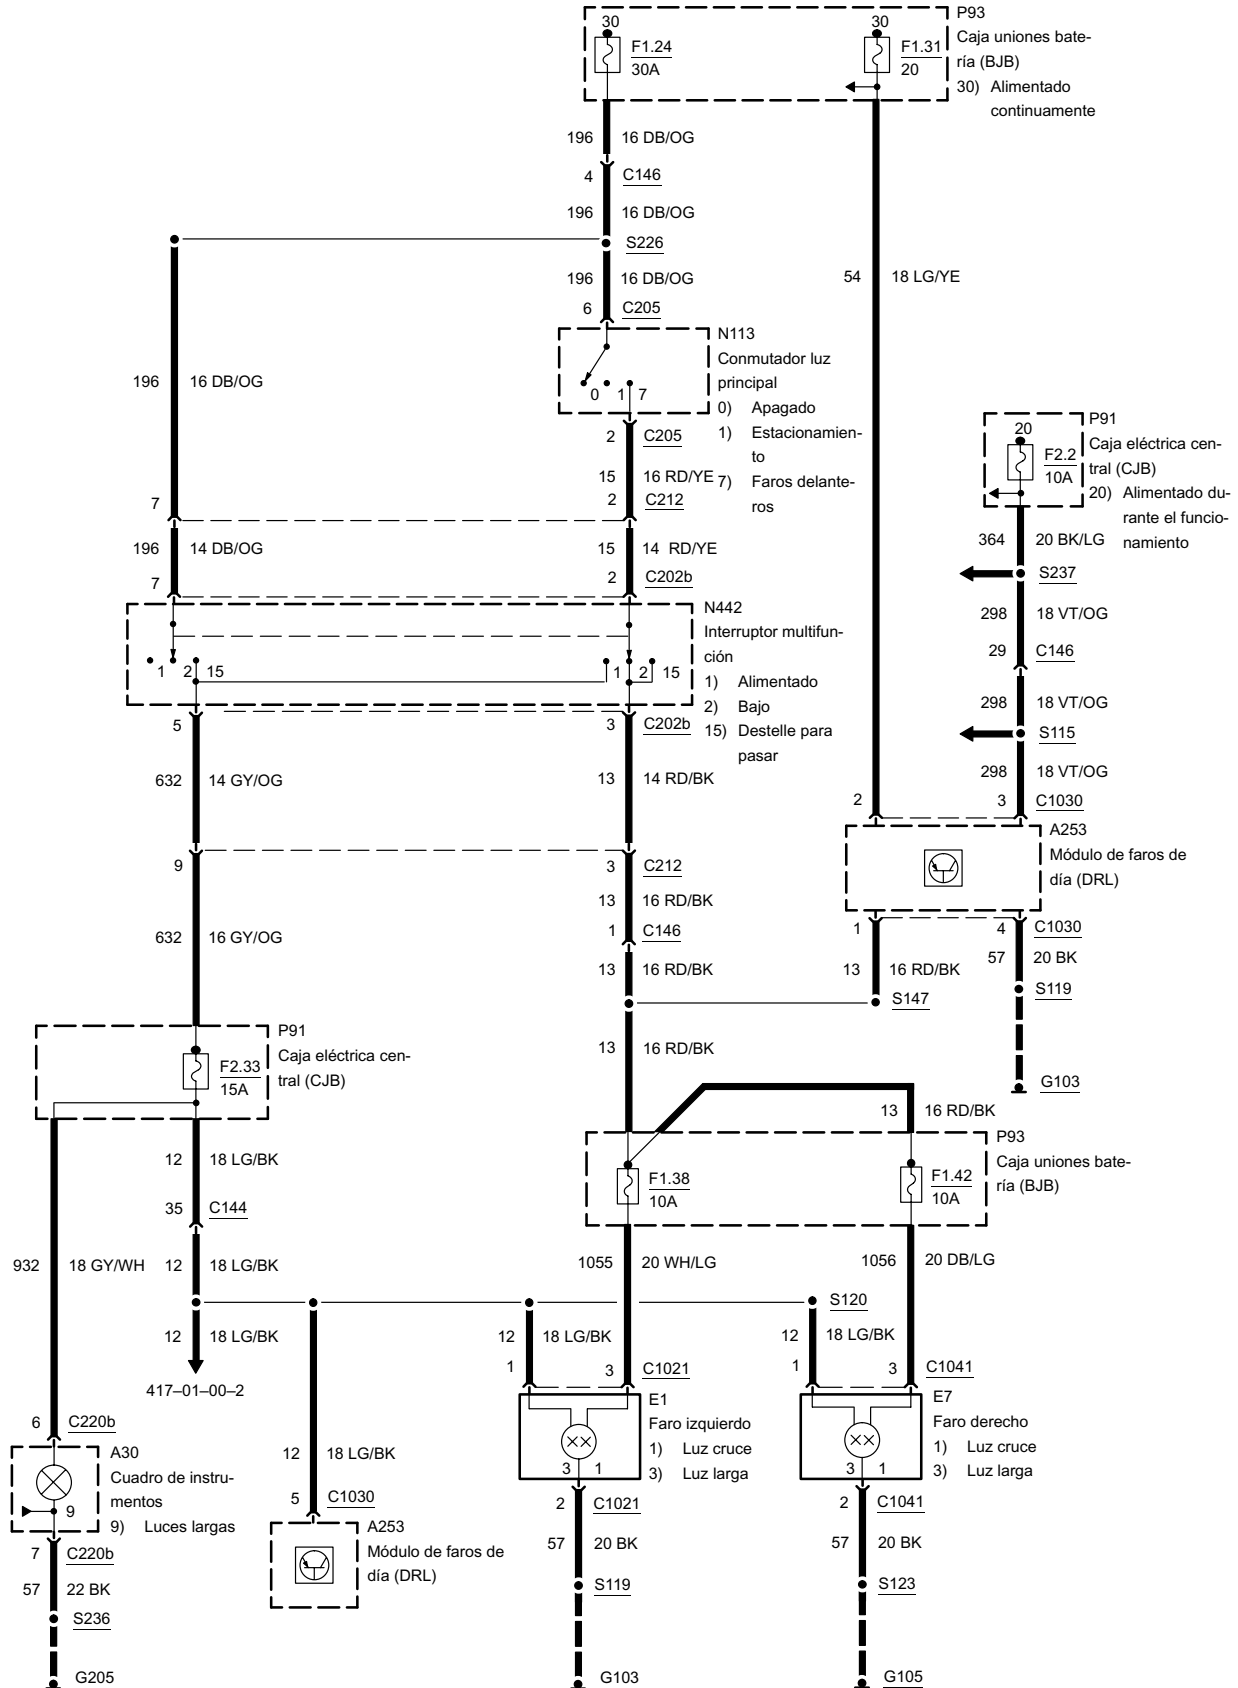 P93
30
30
Caja uniones bate-
ría (BJB)
F1.24
30A
F1.31
20
30) Alimentado
continuamente
196 16 DB/OG
4 C146
196 16 DB/OG
S226
196 16 DB/OG
54 18 LG/YE
6 C205
N113
Conmutador luz
principal
0) Apagado
1) Estacionamien-
to
7) Faros delante-
ros
0 1 7
196 16 DB/OG
2 C205
15 16 RD/YE
7
2 C212
P91
Caja eléctrica cen-
tral (CJB)
20) Alimentado du-
rante el funcio-
namiento
20
F2.2
10A
364 20 BK/LG
S237
196 14 DB/OG
15 14 RD/YE
7
2 C202b
N442
Interruptor multifun-
ción
1) Alimentado
2) Bajo
15) Destelle para
pasar
1 2 15
1 2 15
298 18 VT/OG
29 C146
298 18 VT/OG
S115
298 18 VT/OG
5
3 C202b
632 14 GY/OG
13 14 RD/BK
2
3 C1030
A253
Módulo de faros de
día (DRL)
9
3 C212
13 16 RD/BK
1 C146
632 16 GY/OG
13 16 RD/BK
1
4 C1030
57 20 BK
13 16 RD/BK
S119
S147
P91
Caja eléctrica cen-
tral (CJB)
F2.33
15A
13 16 RD/BK
G103
13 16 RD/BK
P93
Caja uniones bate-
ría (BJB)
F1.38
10A
F1.42
10A
12 18 LG/BK
35 C144
932 18 GY/WH
12 18 LG/BK
1055 20 WH/LG
1056 20 DB/LG
S120
12 18 LG/BK
12 18 LG/BK
12 18 LG/BK
417–01–00–2
1
3 C1021
1
3 C1041
E1
Faro izquierdo
1) Luz cruce
3) Luz larga
3 1
E7
Faro derecho
1) Luz cruce
3) Luz larga
3 1
6 C220b
A30
Cuadro de instru-
mentos
9) Luces largas
9
12 18 LG/BK
5 C1030
A253
Módulo de faros de
día (DRL)
2 C1021
57 20 BK
S119
G103
2 C1041
57 20 BK
S123
G105
7 C220b
57 22 BK
S236
G205